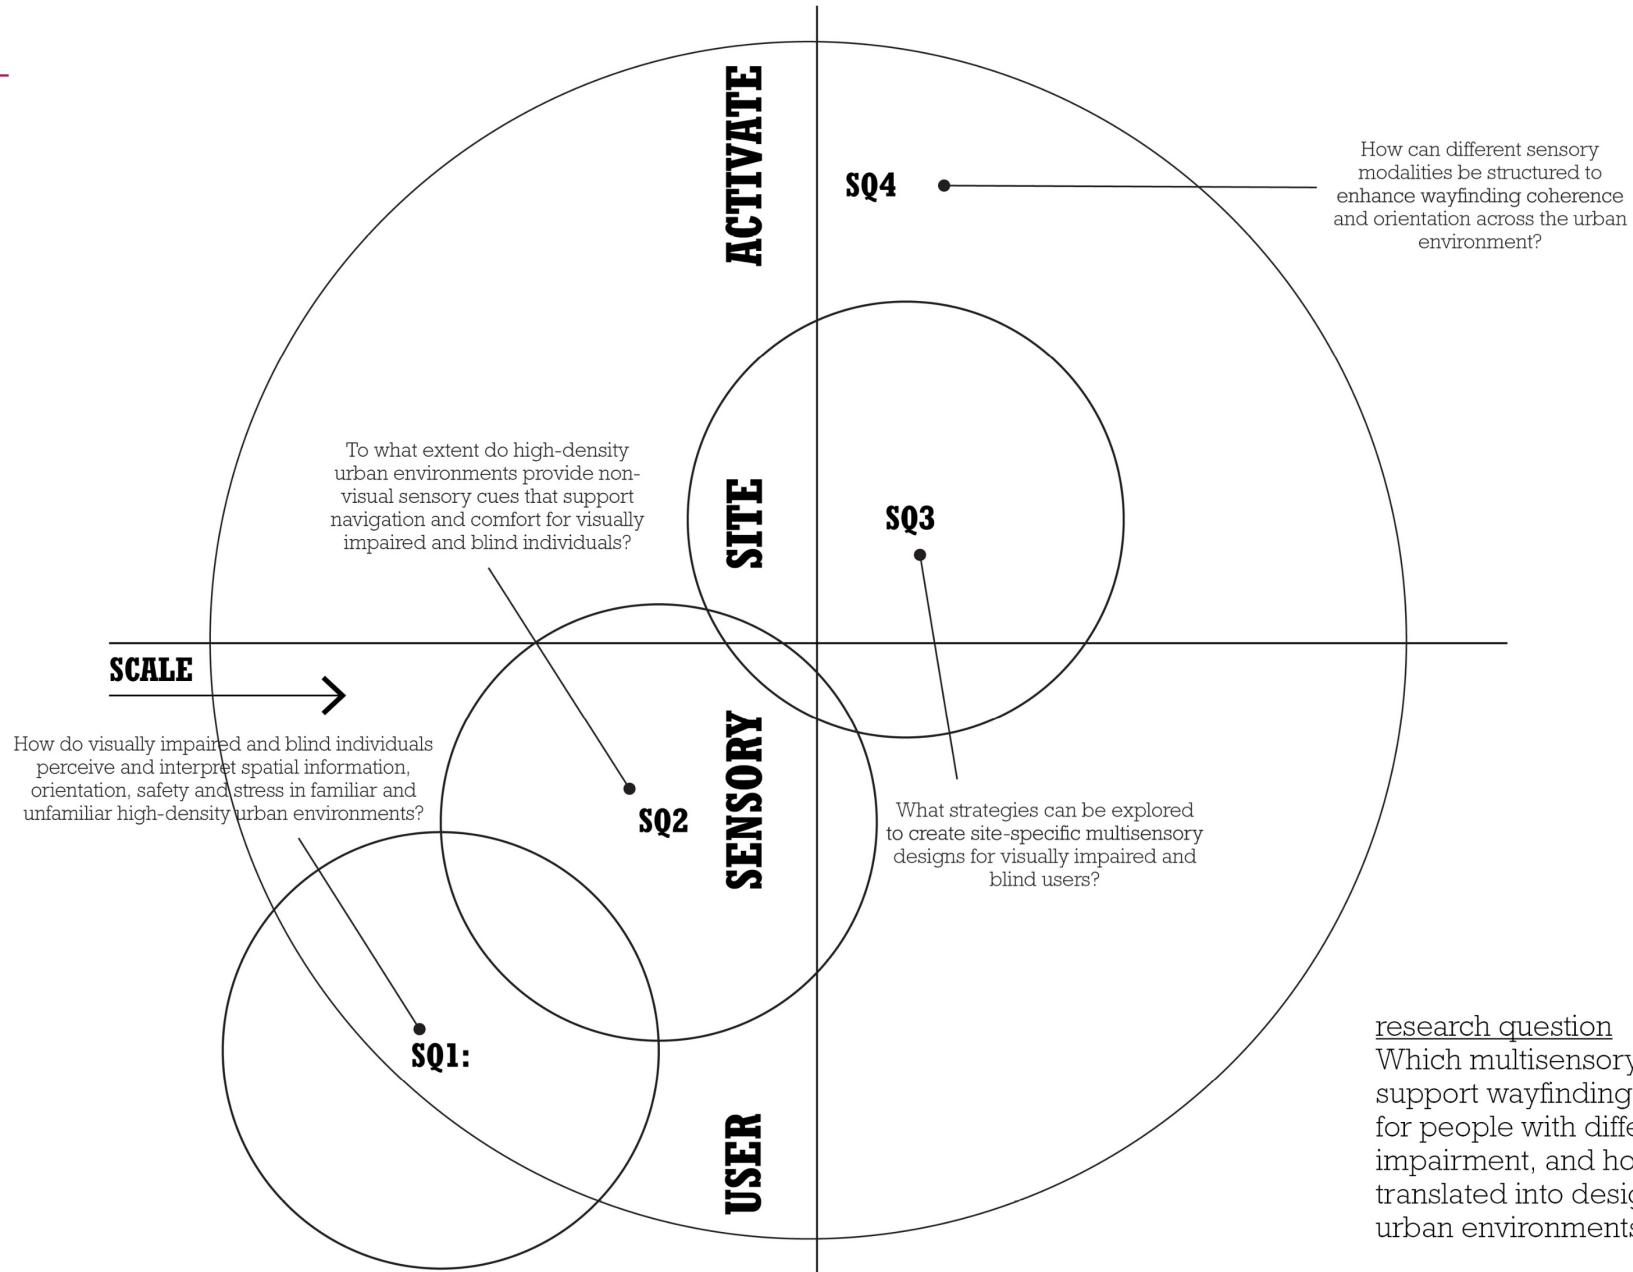 ACTIVATE
SQ4
How can different sensory
modalities be structured to
enhance wayfinding coherence
and orientation across the urban
environment?
To what extent do high-density
urban environments provide non-
visual sensory cues that support
navigation and comfort for visually
impaired and blind individuals?
SITE
SQ3
SCALE
How do visually impaired and blind individuals
perceive and interpret spatial information,
orientation, safety and stress in familiar and
unfamiliar high-density urban environments?
SENSORY
SQ2
What strategies can be explored
to create site-specific multisensory
designs for visually impaired and
blind users?
SQ1:
USER
research question
Which multisensory
support wayfinding
for people with
impairment, and
translated into
urban environments